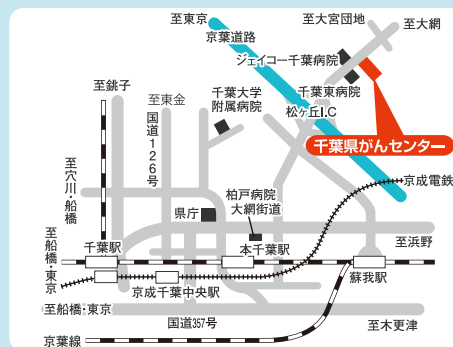 至東京
京葉道路
至大宮団地
至大網
ジェイコー千葉病院
千葉東病院
松ヶ丘I.C
千葉県がんセンター
至銚子
至東金
国道126号
千葉大学
附属病院
京成電鉄
至穴川・船橋
県庁
柏戸病院
大網街道
至船橋・東京
千葉駅
本千葉駅
至浜野
京成千葉中央駅
蘇我駅
至船橋・東京
国道357号
至木更津
京葉線